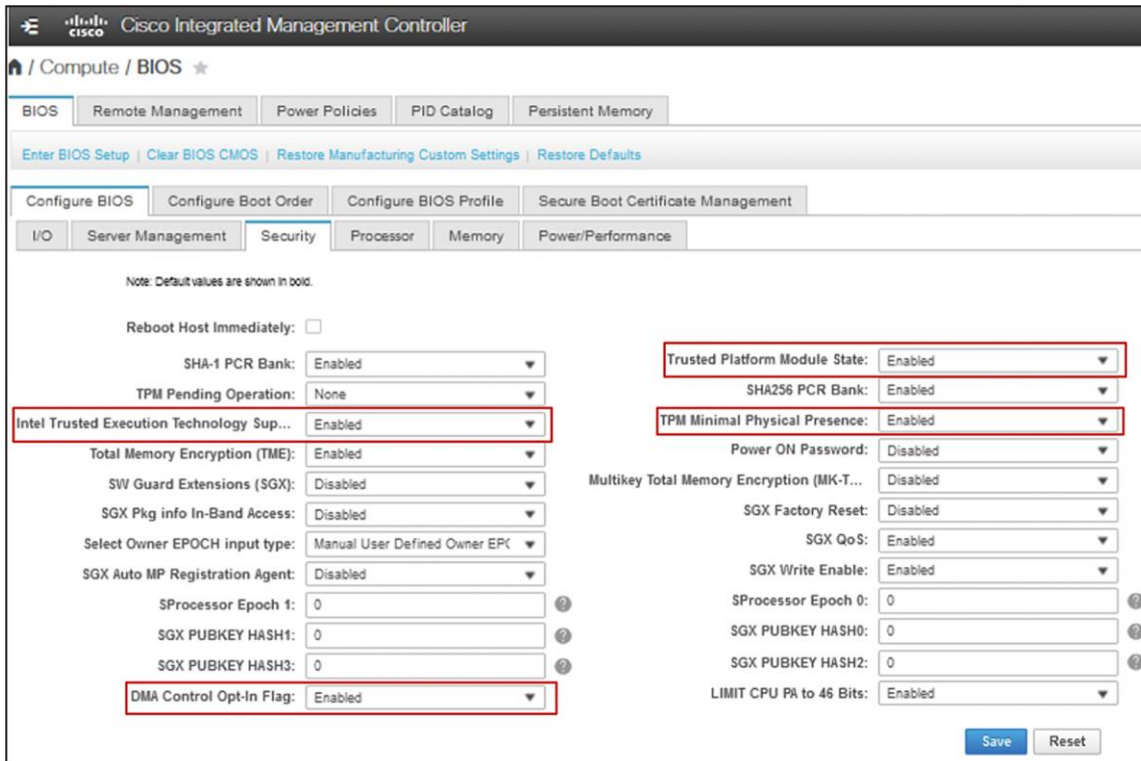 cisco Cisco Integrated Management Controller
/ Compute / BIOS
BIOS Remote Management Power Policies PID Catalog Persistent Memory
Enter BIOS Setup | Clear BIOS CMOS | Restore Manufacturing Custom Settings | Restore Defaults
Configure BIOS Configure Boot Order Configure BIOS Profile Secure Boot Certificate Management
I/O Server Management Security Processor Memory Power/Performance
Note: Default values are shown in bold.
Reboot Host Immediately:
SHA-1 PCR Bank: Enabled
Trusted Platform Module State: Enabled
TPM Pending Operation: None
SHA256 PCR Bank: Enabled
Intel Trusted Execution Technology Sup... Enabled
TPM Minimal Physical Presence: Enabled
Total Memory Encryption (TME): Enabled
Power ON Password: Disabled
SW Guard Extensions (SGX): Disabled
Multikey Total Memory Encryption (MK-T... Disabled
SGX Pkg info In-Band Access: Disabled
SGX Factory Reset: Disabled
Select Owner EPOCH input type: Manual User Defined Owner EPC
SGX QoS: Enabled
SGX Auto MP Registration Agent: Disabled
SGX Write Enable: Enabled
SProcessor Epoch 1: 0 ?
SProcessor Epoch 0: 0 ?
SGX PUBKEY HASH1: 0 ?
SGX PUBKEY HASH0: 0 ?
SGX PUBKEY HASH3: 0 ?
SGX PUBKEY HASH2: 0 ?
DMA Control Opt-In Flag: Enabled
LIMIT CPU PA to 46 Bits: Enabled
Save Reset